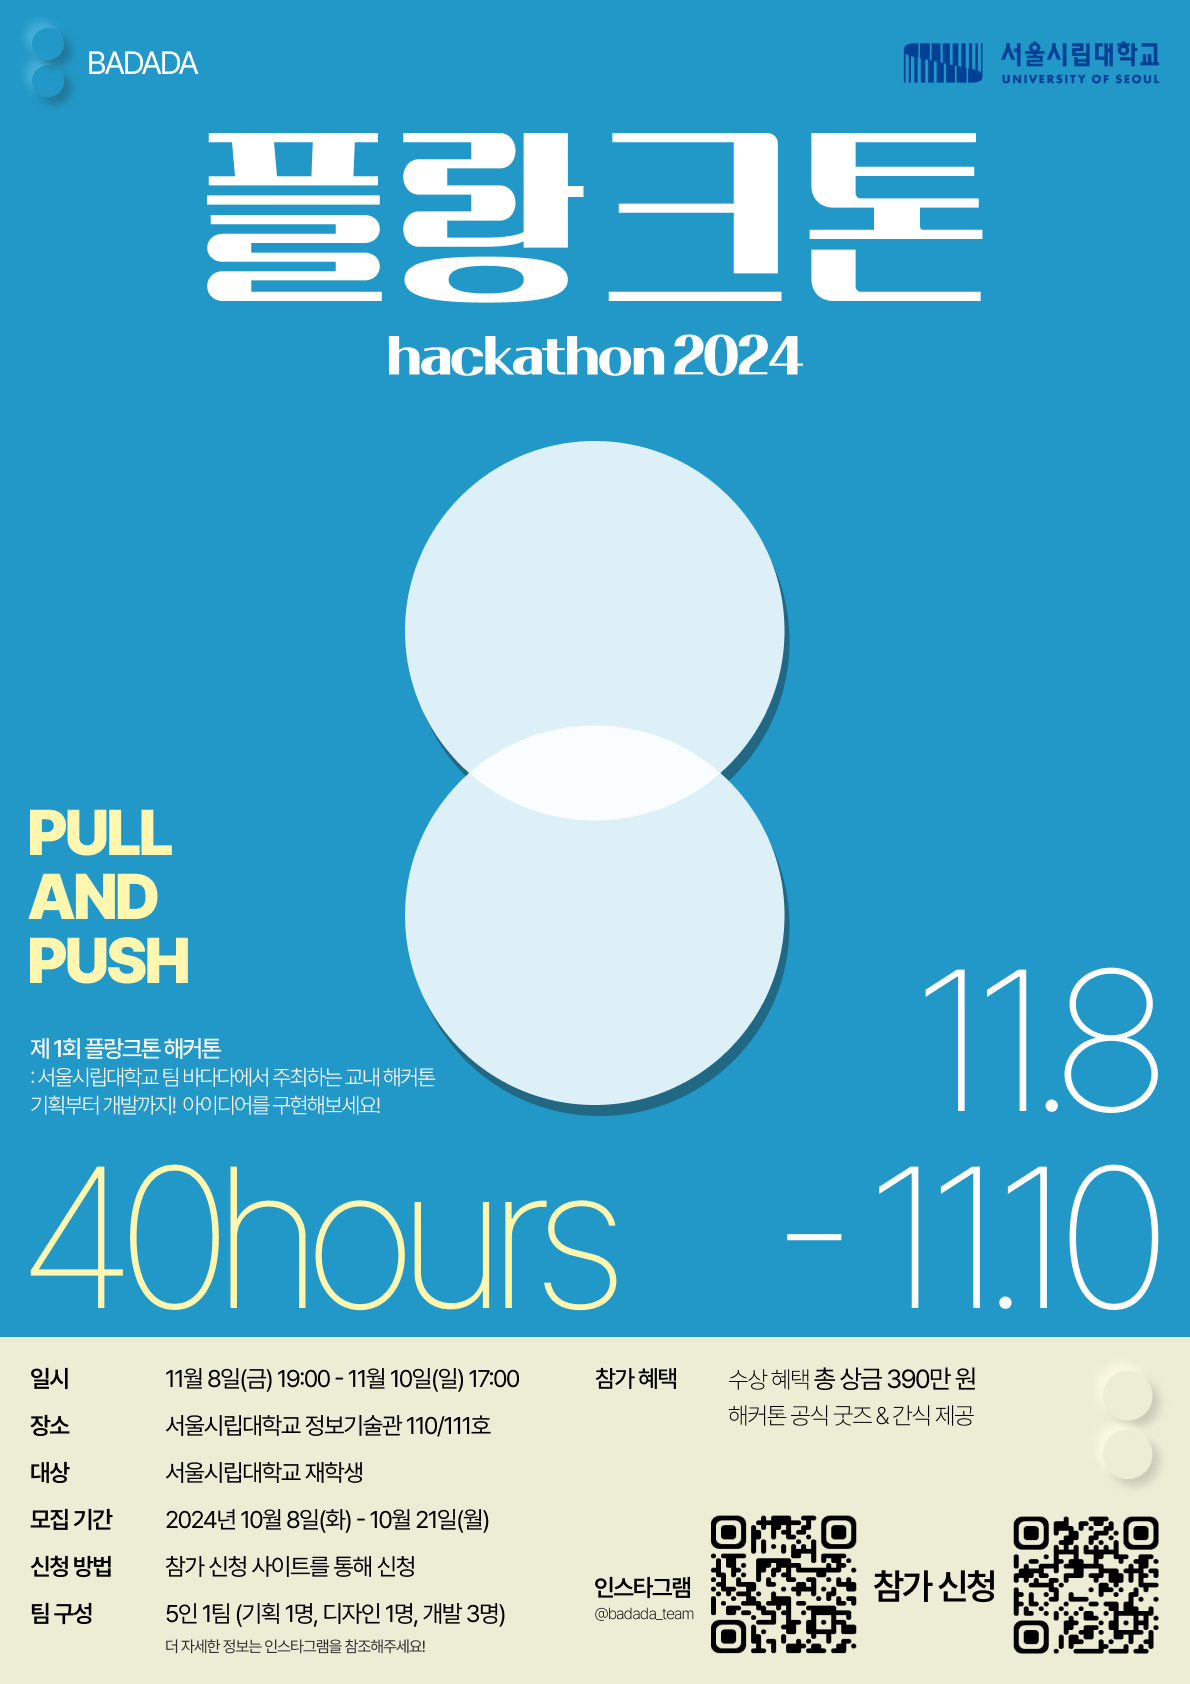 BADADA
서울시립대학교
UNIVERSITY OF SEOUL
플랑크톤
hackathon 2024
PULL
AND
PUSH
제 1회 플랑크톤 해커톤
: 서울시립대학교 팀 바다다에서 주최하는 교내 해커톤
기획부터 개발까지! 아이디어를 구현해보세요!
11.8
40hours
- 11.10
일시 11월 8일(금) 19:00 - 11월 10일(일) 17:00
장소 서울시립대학교 정보기술관 110/111호
대상 서울시립대학교 재학생
모집 기간 2024년 10월 8일(화) - 10월 21일(월)
신청 방법 참가 신청 사이트를 통해 신청
팀 구성 5인 1팀 (기획 1명, 디자인 1명, 개발 3명)
더 자세한 정보는 인스타그램을 참조해주세요!
참가 혜택 수상 혜택 총 상금 390만 원
해커톤 공식 굿즈 & 간식 제공
인스타그램
@badada_team
참가 신청